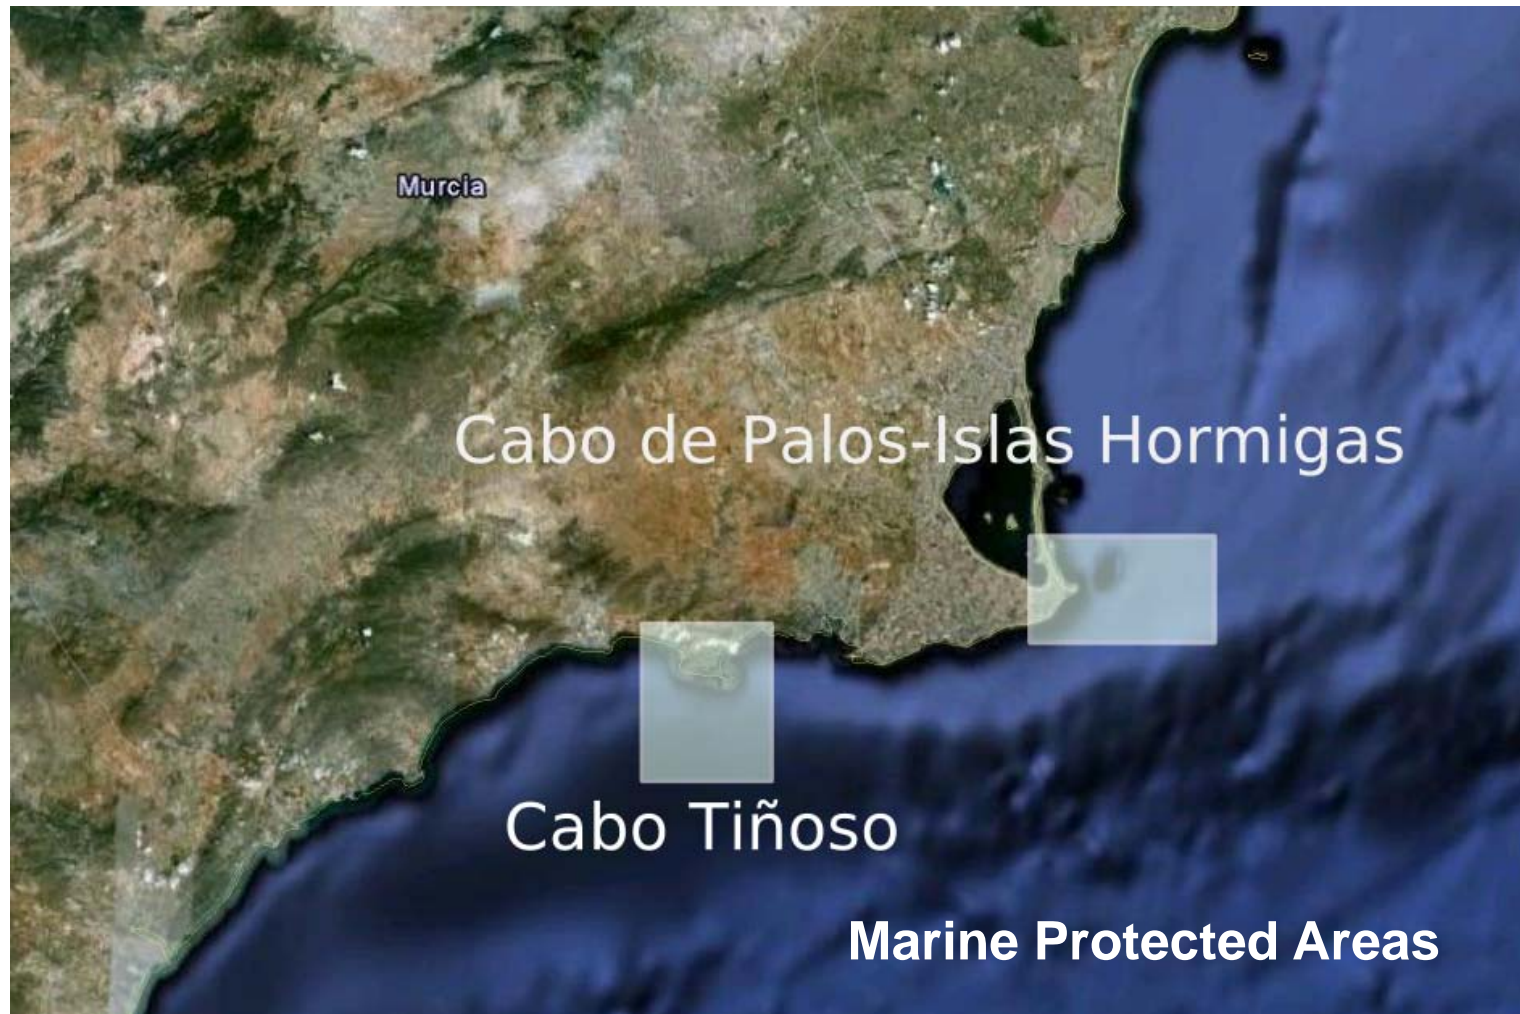 Murcia
Cabo de Palos-Islas Hormigas
Cabo Tiñoso
Marine Protected Areas